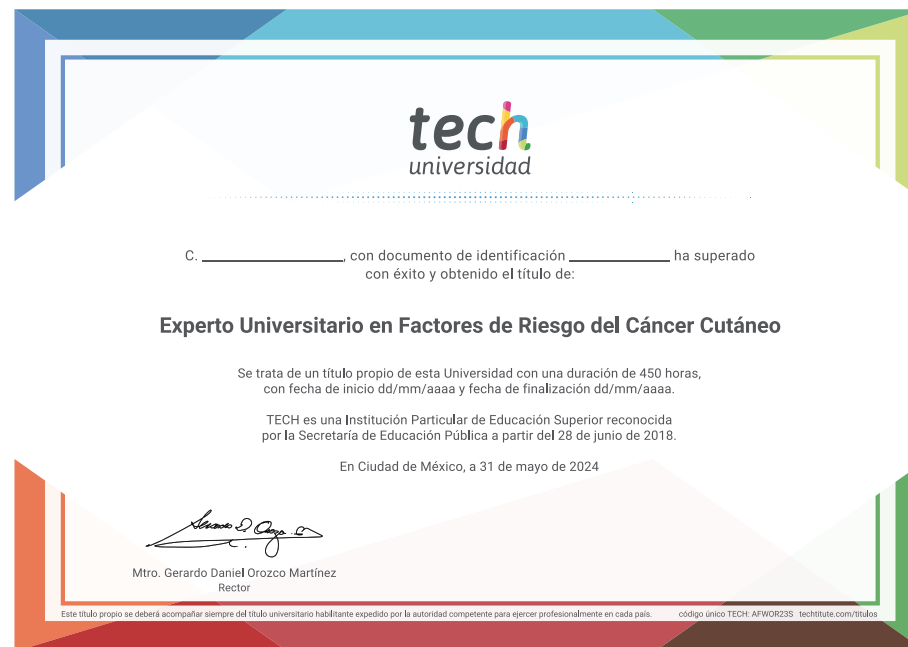 tech
universidad
C. ____________, con documento de identificación ____________ ha superado
con éxito y obtenido el título de:
Experto Universitario en Factores de Riesgo del Cáncer Cutáneo
Se trata de un título propio de esta Universidad con una duración de 450 horas,
con fecha de inicio dd/mm/aaaa y fecha de finalización dd/mm/aaaa.
TECH es una Institución Particular de Educación Superior reconocida
por la Secretaría de Educación Pública a partir del 28 de junio de 2018.
En Ciudad de México, a 31 de mayo de 2024
Mtro. Gerardo Daniel Orozco Martínez
Rector
Este título propio se deberá acompañar siempre del título universitario habilitante expedido por la autoridad competente para ejercer profesionalmente en cada país. código único TECH: AFWOR23S techtitute.com/titulos